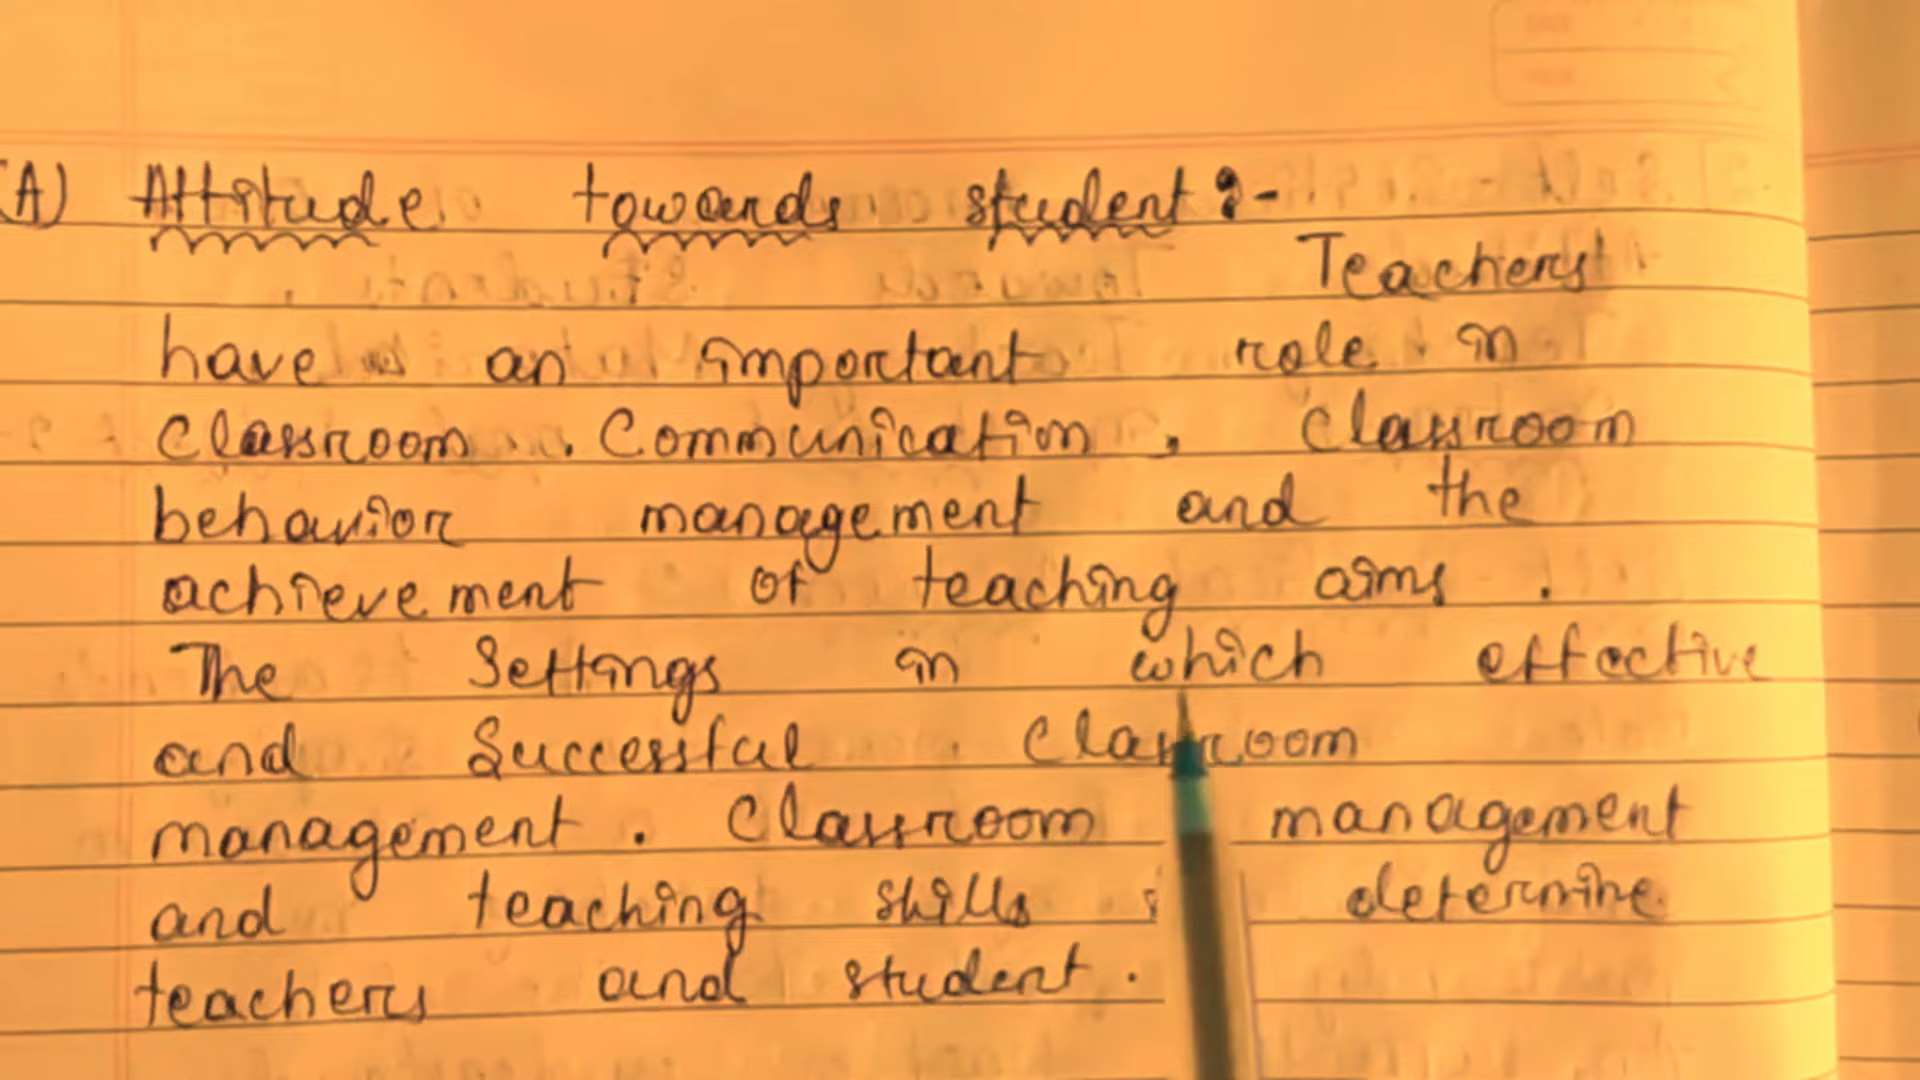 (A) Attitude towards student :-
Teachers
have an important role in
classroom . Communication , classroom
behavior management and the
achievement of teaching aims .
The Settings in which effective
and Successful classroom
management . Classroom management
and teaching skills determine
teachers and student .